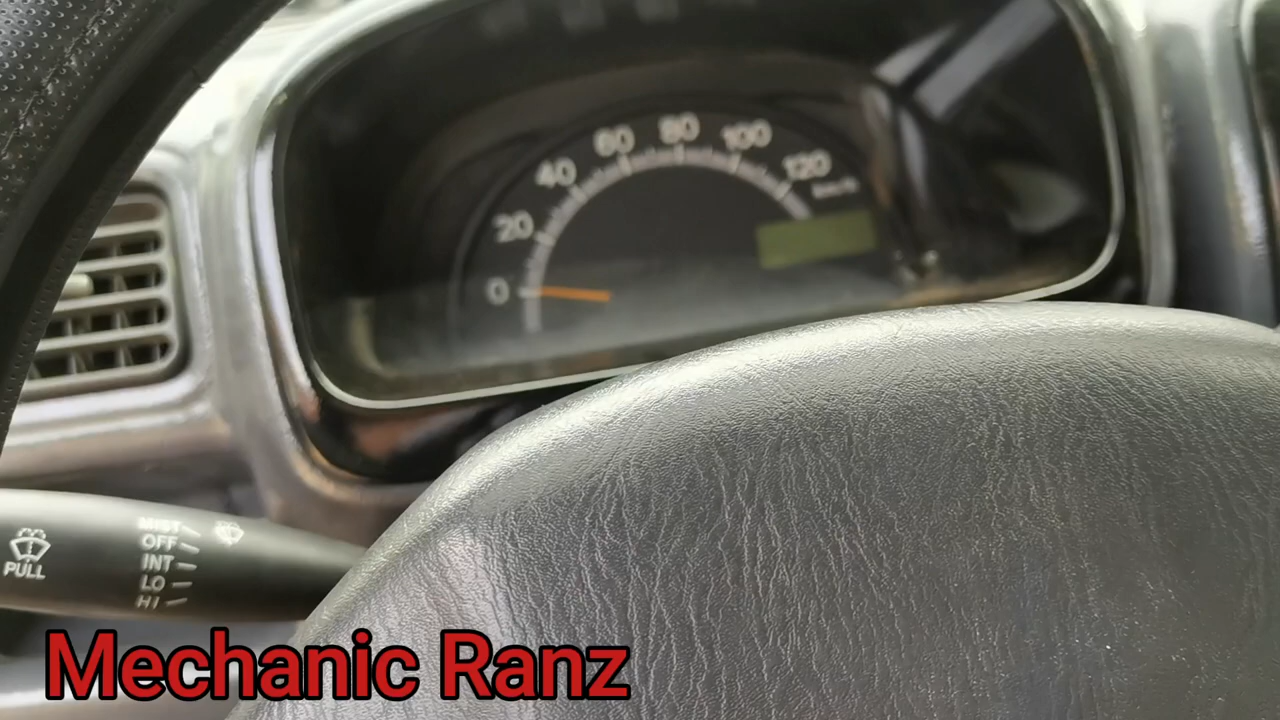 0
20
40
60
80
100
120
km/h
PULL
MIST
OFF
INT
LO
HI
Mechanic Ranz